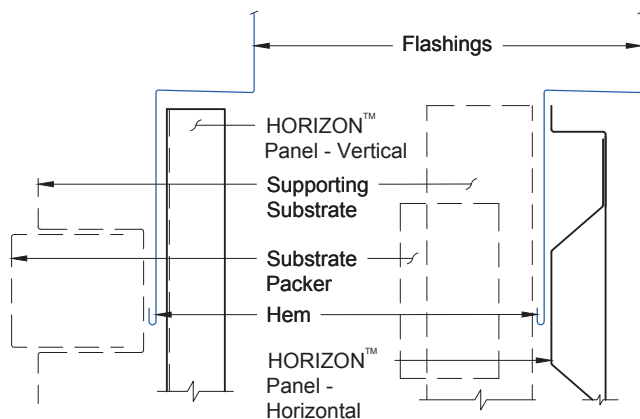 Flashings
HORIZON™
Panel - Vertical
Supporting
Substrate
Substrate
Packer
Hem
HORIZON™
Panel -
Horizontal